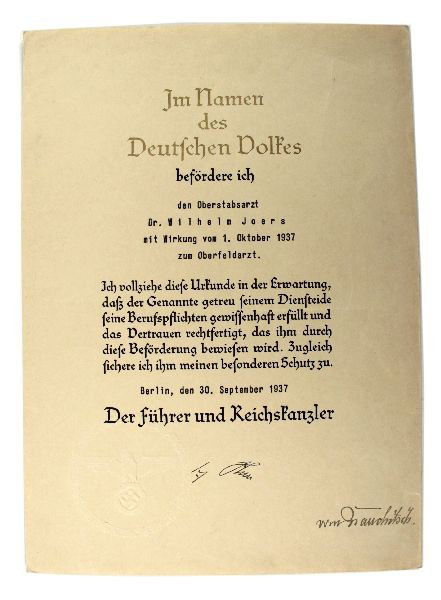 Im Namen
des
Deutschen Volkes
befördere ich
den Oberstabsarzt
Dr. Wilhelm Joers
mit Wirkung vom 1. Oktober 1937
zum Oberfeldarzt.
Ich vollziehe diese Urkunde in der Erwartung,
daß der Genannte getreu seinem Diensteide
seine Berufspflichten gewissenhaft erfüllt und
das Vertrauen rechtfertigt, das ihm durch
diese Beförderung bewiesen wird. Zugleich
sichere ich ihm meinen besonderen Schutz zu.
Berlin, den 30. September 1937
Der Führer und Reichskanzler
von Brauchitsch.